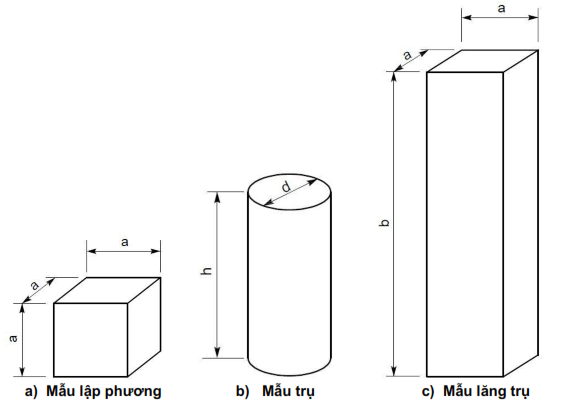 a
a
b
a
a
a
d
h
a) Mẫu lập phương
b) Mẫu trụ
c) Mẫu lăng trụ